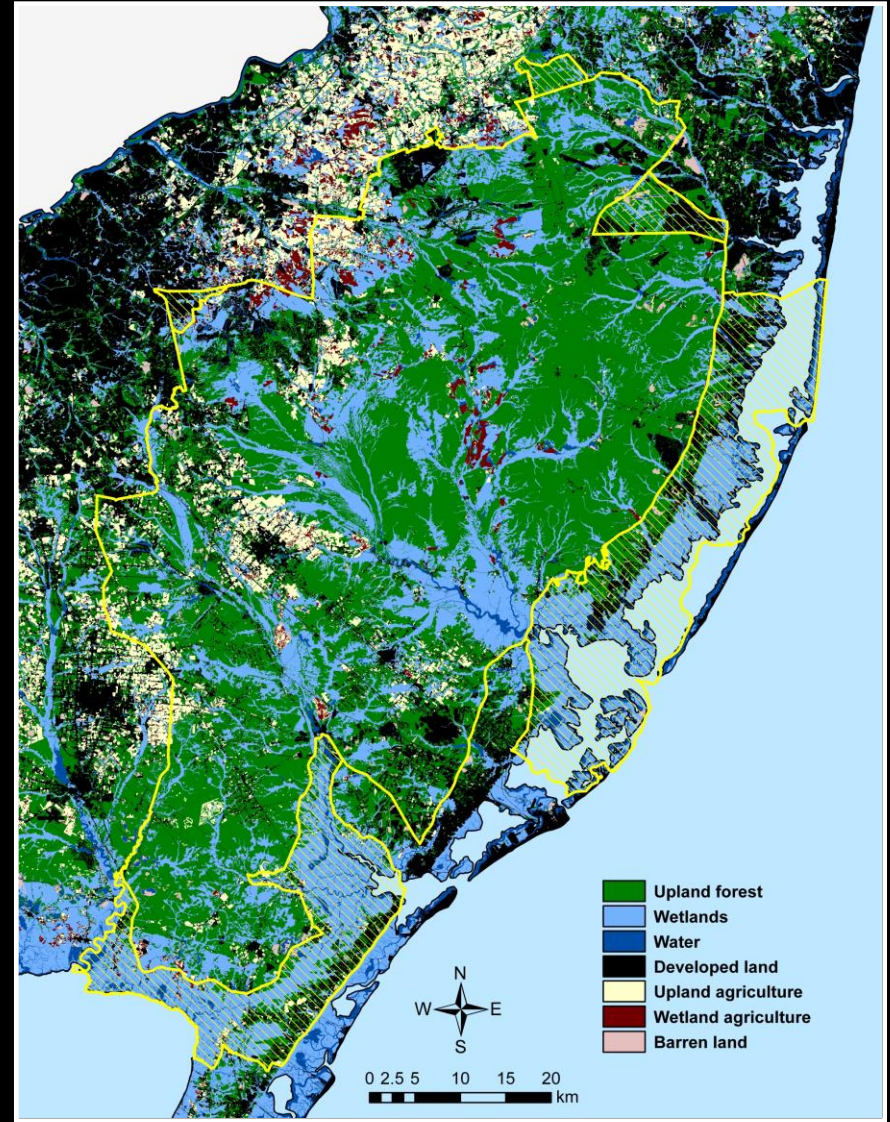 Upland forest
Wetlands
Water
Developed land
Upland agriculture
Wetland agriculture
Barren land
N
W E
S
0 2.5 5 10 15 20
km